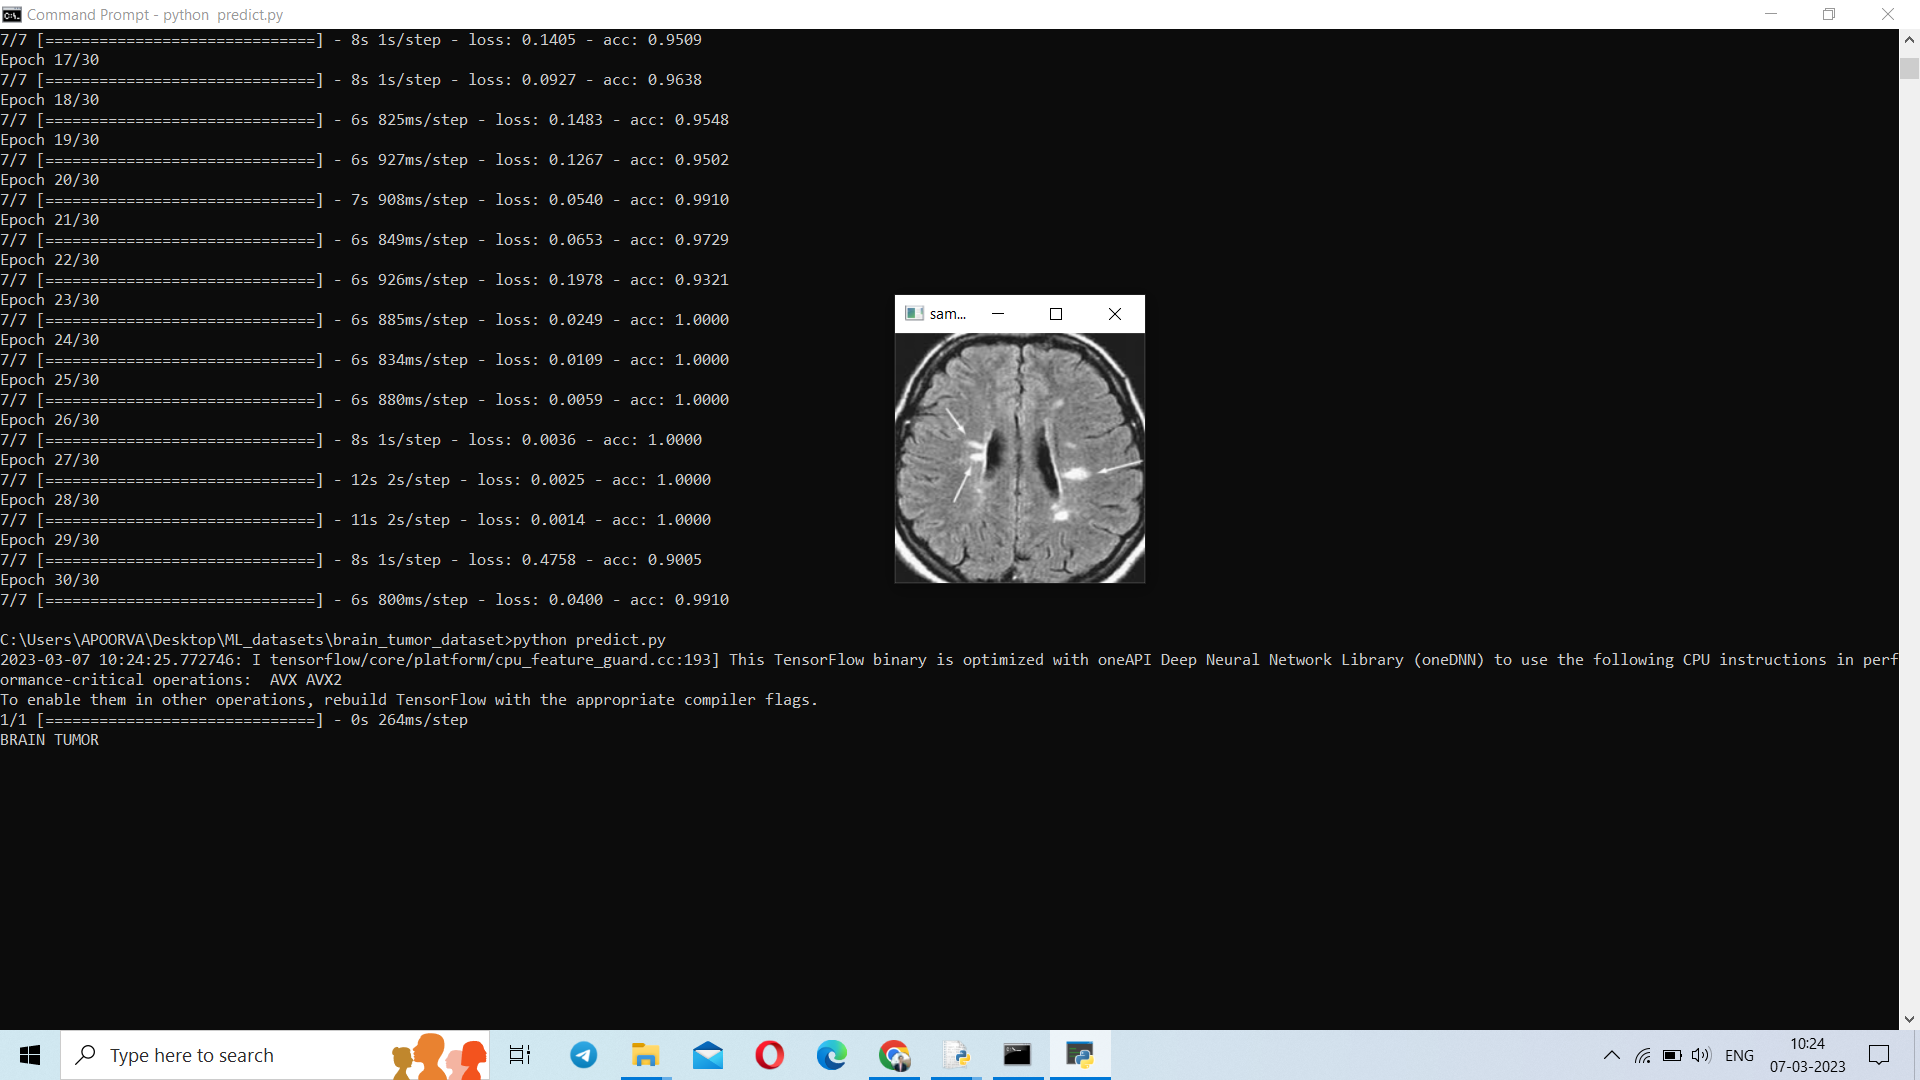 Command Prompt - python  predict.py
7/7 [==============================] - 8s 1s/step - loss: 0.1405 - acc: 0.9509
Epoch 17/30
7/7 [==============================] - 8s 1s/step - loss: 0.0927 - acc: 0.9638
Epoch 18/30
7/7 [==============================] - 6s 825ms/step - loss: 0.1483 - acc: 0.9548
Epoch 19/30
7/7 [==============================] - 6s 927ms/step - loss: 0.1267 - acc: 0.9502
Epoch 20/30
7/7 [==============================] - 7s 908ms/step - loss: 0.0540 - acc: 0.9910
Epoch 21/30
7/7 [==============================] - 6s 849ms/step - loss: 0.0653 - acc: 0.9729
Epoch 22/30
7/7 [==============================] - 6s 926ms/step - loss: 0.1978 - acc: 0.9321
Epoch 23/30
7/7 [==============================] - 6s 885ms/step - loss: 0.0249 - acc: 1.0000
Epoch 24/30
7/7 [==============================] - 6s 834ms/step - loss: 0.0109 - acc: 1.0000
Epoch 25/30
7/7 [==============================] - 6s 880ms/step - loss: 0.0059 - acc: 1.0000
Epoch 26/30
7/7 [==============================] - 8s 1s/step - loss: 0.0036 - acc: 1.0000
Epoch 27/30
7/7 [==============================] - 12s 2s/step - loss: 0.0025 - acc: 1.0000
Epoch 28/30
7/7 [==============================] - 11s 2s/step - loss: 0.0014 - acc: 1.0000
Epoch 29/30
7/7 [==============================] - 8s 1s/step - loss: 0.4758 - acc: 0.9005
Epoch 30/30
7/7 [==============================] - 6s 800ms/step - loss: 0.0400 - acc: 0.9910
sam...
C:\Users\APOORVA\Desktop\ML_datasets\brain_tumor_dataset>python predict.py
2023-03-07 10:24:25.772746: I tensorflow/core/platform/cpu_feature_guard.cc:193] This TensorFlow binary is optimized with oneAPI Deep Neural Network Library (oneDNN) to use the following CPU instructions in perf
ormance-critical operations:  AVX AVX2
To enable them in other operations, rebuild TensorFlow with the appropriate compiler flags.
1/1 [==============================] - 0s 264ms/step
BRAIN TUMOR
Type here to search
ENG
10:24
07-03-2023